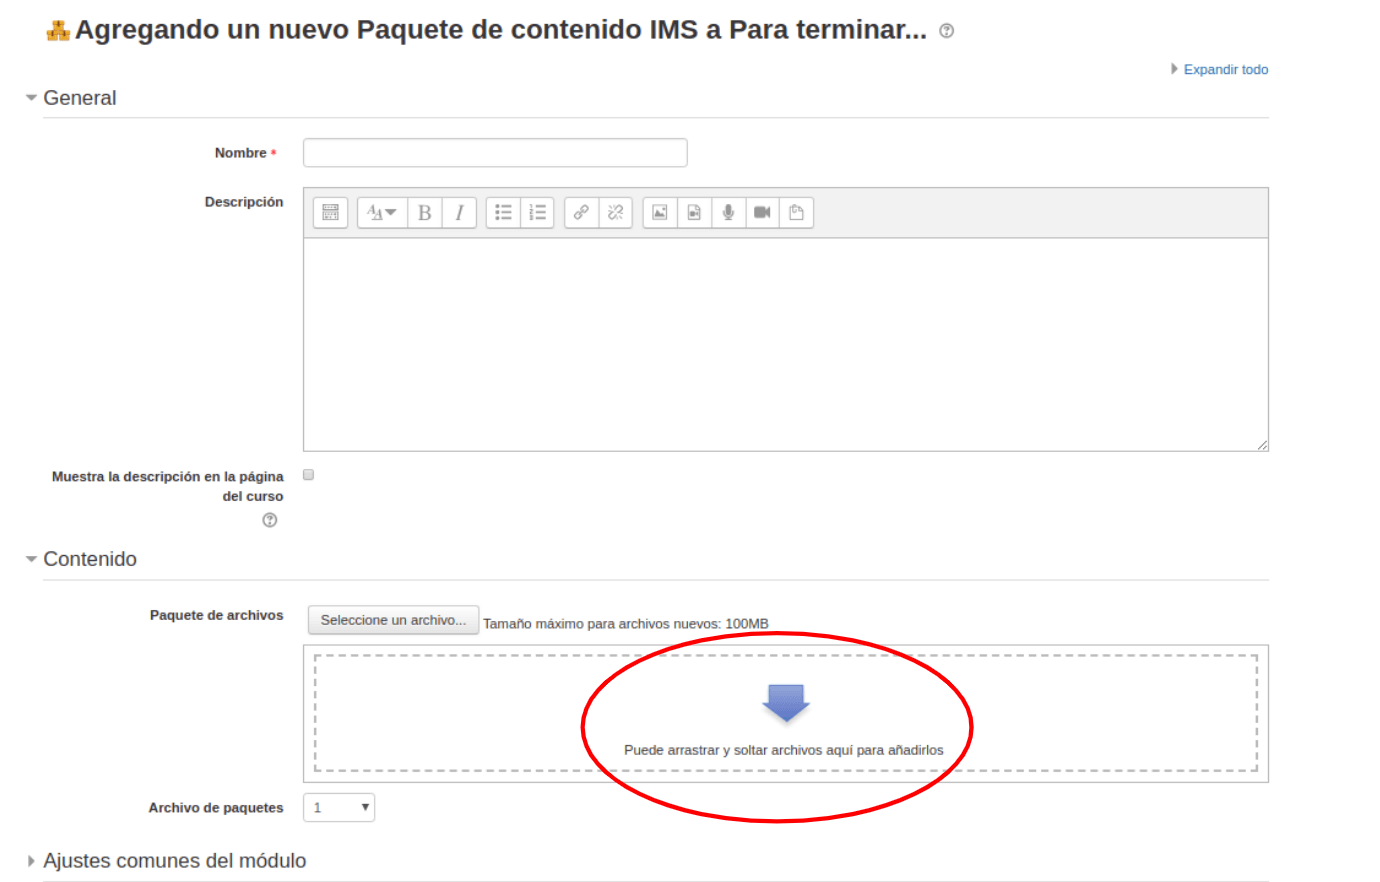 Agregando un nuevo Paquete de contenido IMS a Para terminar...
Expandir todo
General
Nombre *
Descripción
Muestra la descripción en la página
del curso
Contenido
Paquete de archivos
Seleccione un archivo... Tamaño máximo para archivos nuevos: 100MB
Puede arrastrar y soltar archivos aquí para añadirlos
Archivo de paquetes 1
Ajustes comunes del módulo